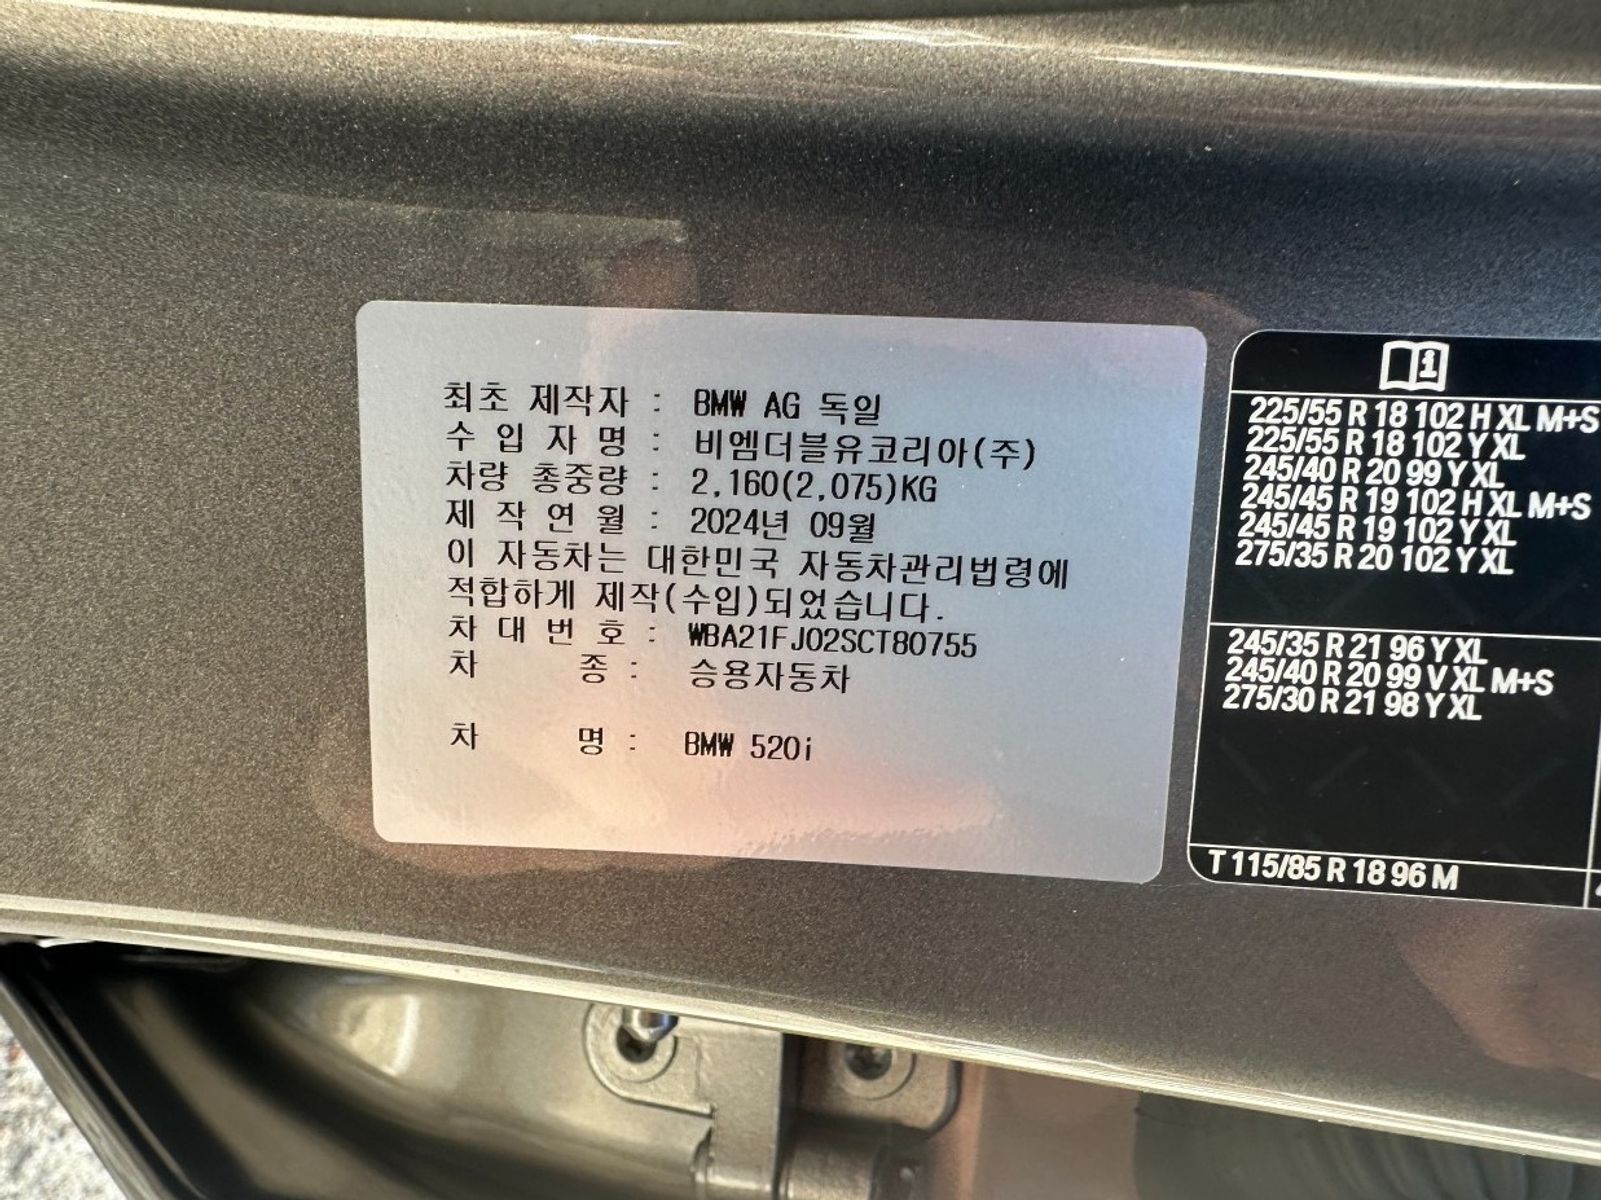 최초 제작자 : BMW AG 독일
수 입 자 명 : 비엠더블유코리아(주)
차량 총중량 : 2,160(2,075)KG
제 작 연 월 : 2024년 09월
이 자동차는 대한민국 자동차관리법령에
적합하게 제작(수입)되었습니다.
차 대 번 호 : WBA21FJ02SCT80755
차 종 : 승용자동차
차 명 : BMW 520i
225/55 R 18 102 H XL M+S
225/55 R 18 102 Y XL
245/40 R 20 99 Y XL
245/45 R 19 102 H XL M+S
245/45 R 19 102 Y XL
275/35 R 20 102 Y XL
245/35 R 21 96 Y XL
245/40 R 20 99 V XL M+S
275/30 R 21 98 Y XL
T 115/85 R 18 96 M